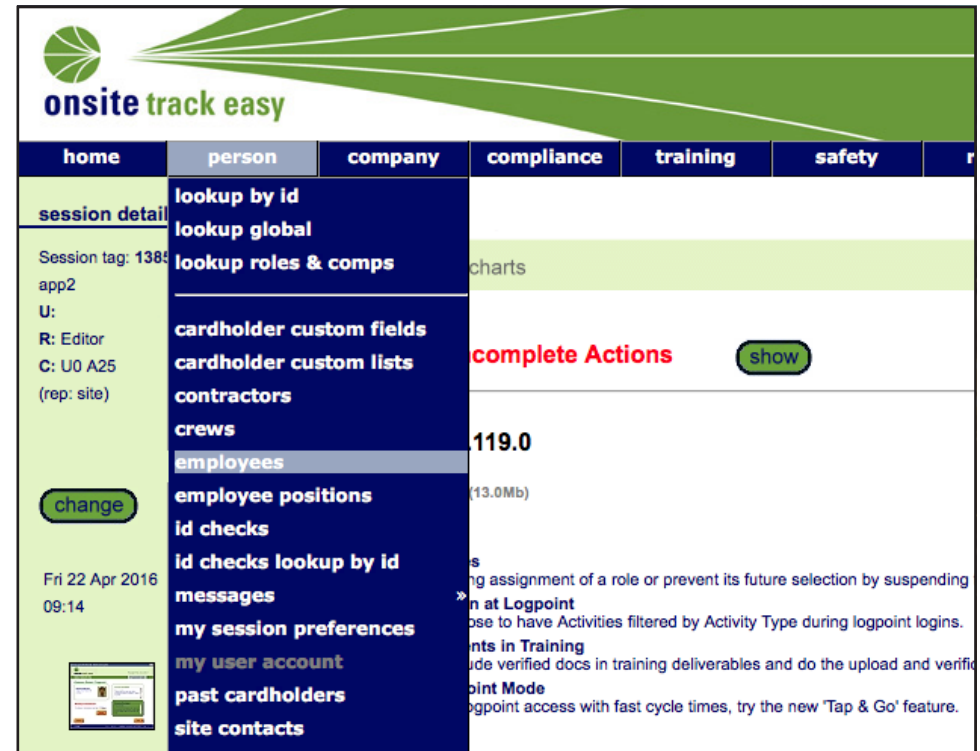 onsite track easy
home person company compliance training safety
session detail
Session tag: 1385
app2
U:
R: Editor
C: U0 A25
(rep: site)
change
Fri 22 Apr 2016
09:14
lookup by id
lookup global
lookup roles & comps
cardholder custom fields
cardholder custom lists
contractors
crews
employees
employee positions
id checks
id checks lookup by id
messages »
my session preferences
my user account
past cardholders
site contacts
charts
complete Actions show
.119.0
(13.0Mb)
ng assignment of a role or prevent its future selection by suspending
n at Logpoint
ose to have Activities filtered by Activity Type during logpoint logins.
nts in Training
ude verified docs in training deliverables and do the upload and verific
oint Mode
ogpoint access with fast cycle times, try the new 'Tap & Go' feature.